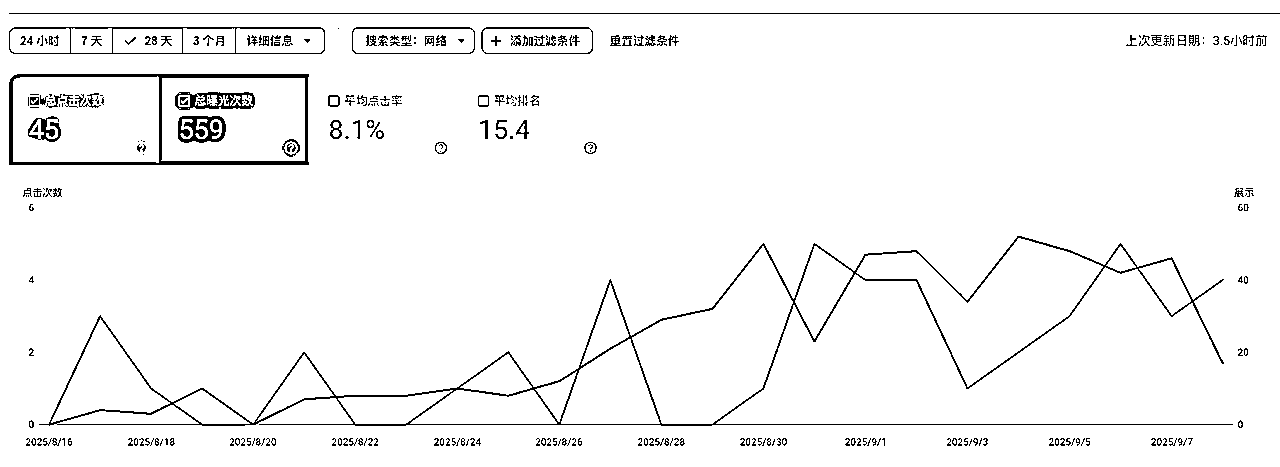 24 小时 7 天 28 天 3 个月 详细信息 搜索类型：网络 添加过滤条件 重置过滤条件 上次更新日期：3.5小时前
总点击次数 总曝光次数 平均点击率 平均排名
45 559 8.1% 15.4
点击次数 展示
6 60
4 40
2 20
0 0
2025/8/16 2025/8/18 2025/8/20 2025/8/22 2025/8/24 2025/8/26 2025/8/28 2025/8/30 2025/9/1 2025/9/3 2025/9/5 2025/9/7